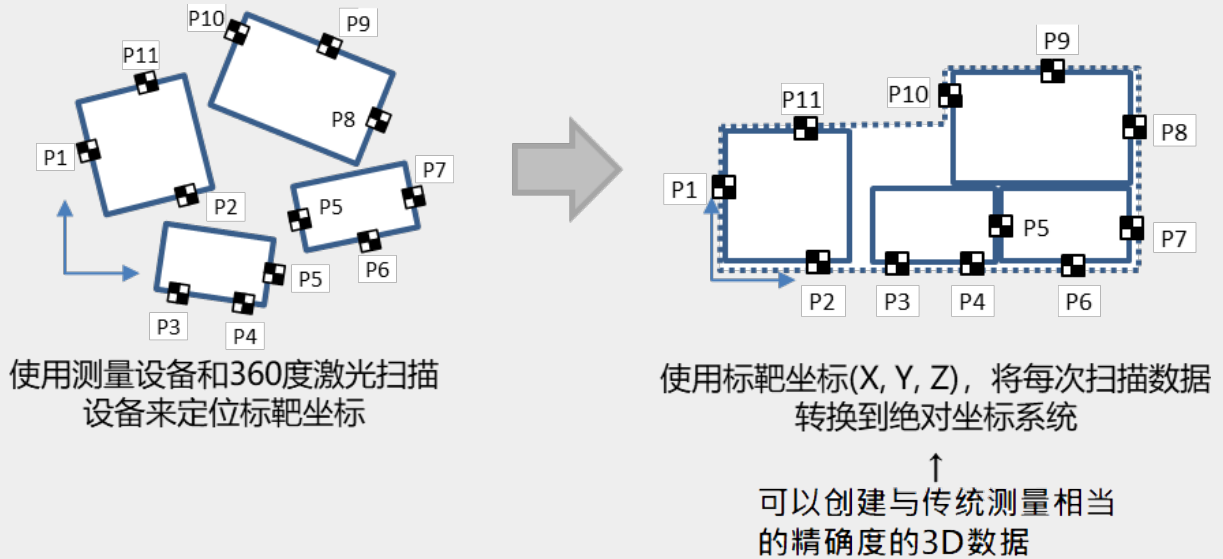 P10
P9
P11
P8
P1
P2
P7
P5
P6
P5
P3
P4
使用测量设备和360度激光扫描
设备来定位标靶坐标
P9
P10
P11
P8
P1
P5
P7
P2
P3
P4
P6
使用标靶坐标(X, Y, Z)，将每次扫描数据
转换到绝对坐标系统
↑
可以创建与传统测量相当
的精确度的3D数据